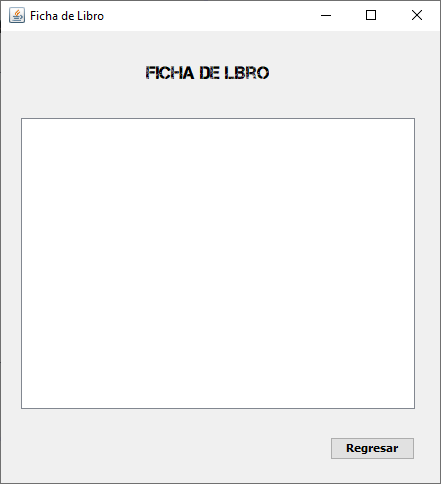 Ficha de Libro
FICHA DE LBRO
Regresar